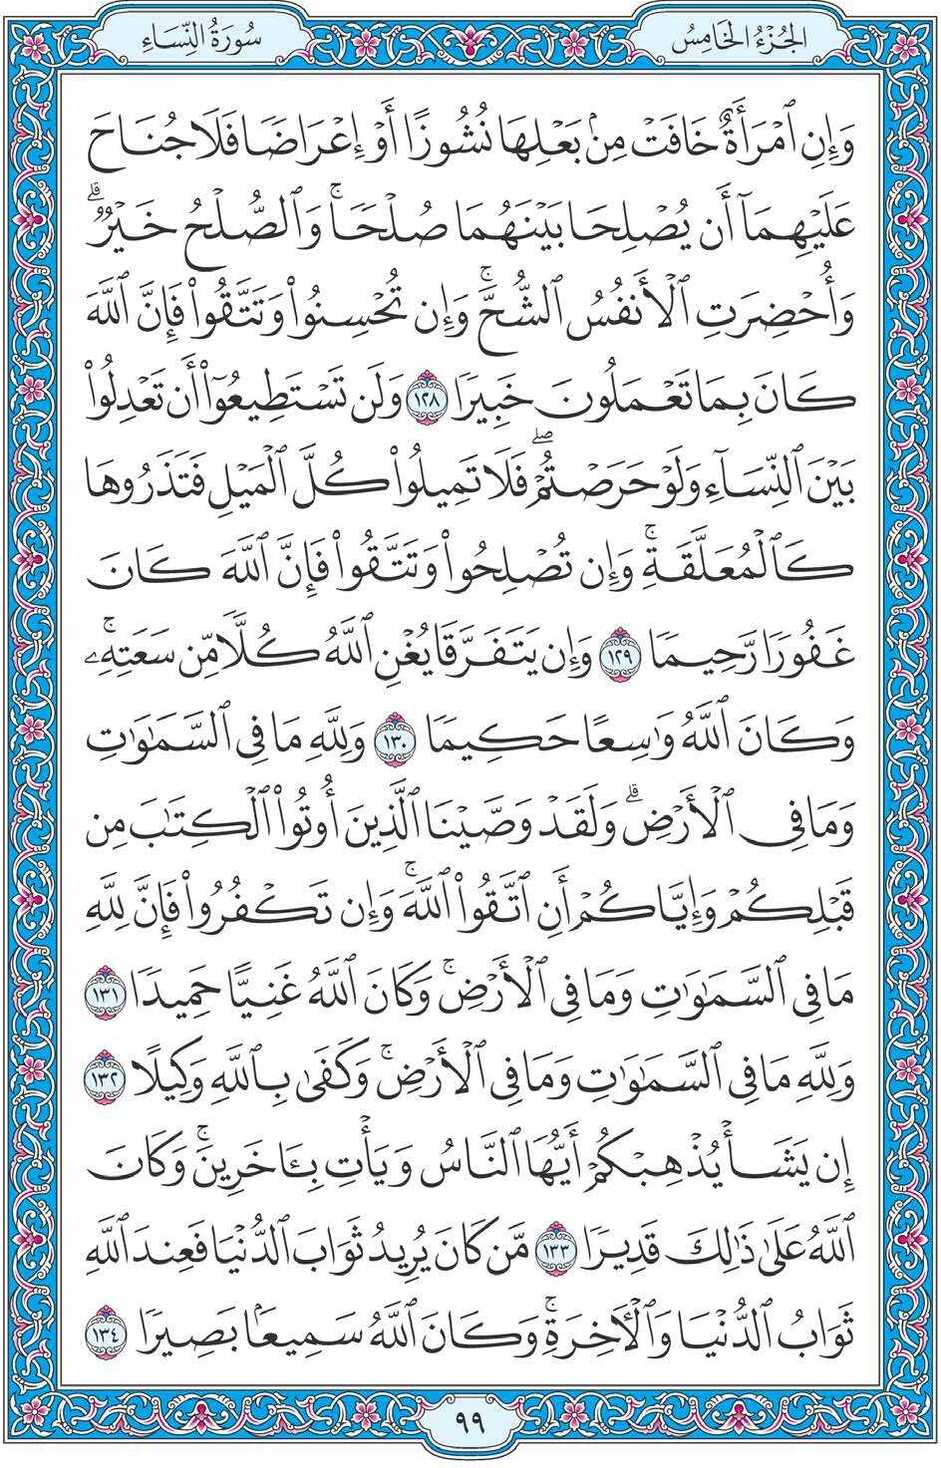 الجُزْءُ الخَامِسُ
سُورَةُ النِّسَاءِ
وَإِنِ ٱمْرَأَةٌ خَافَتْ مِنۢ بَعْلِهَا نُشُوزًا أَوْ إِعْرَاضًا فَلَا جُنَاحَ
عَلَيْهِمَآ أَن يُصْلِحَا بَيْنَهُمَا صُلْحًاۚ وَٱلصُّلْحُ خَيْرٌۗ
وَأُحْضِرَتِ ٱلْأَنفُسُ ٱلشُّحَّۚ وَإِن تُحْسِنُوا۟ وَتَتَّقُوا۟ فَإِنَّ ٱللَّهَ
كَانَ بِمَا تَعْمَلُونَ خَبِيرًا ١٢٨ وَلَن تَسْتَطِيعُوٓا۟ أَن تَعْدِلُوا۟
بَيْنَ ٱلنِّسَآءِ وَلَوْ حَرَصْتُمْۖ فَلَا تَمِيلُوا۟ كُلَّ ٱلْمَيْلِ فَتَذَرُوهَا
كَٱلْمُعَلَّقَةِۚ وَإِن تُصْلِحُوا۟ وَتَتَّقُوا۟ فَإِنَّ ٱللَّهَ كَانَ
غَفُورًا رَّحِيمًا ١٢٩ وَإِن يَتَفَرَّقَا يُغْنِ ٱللَّهُ كُلًّا مِّن سَعَتِهِۦۚ
وَكَانَ ٱللَّهُ وَٰسِعًا حَكِيمًا ١٣٠ وَلِلَّهِ مَا فِى ٱلسَّمَٰوَٰتِ
وَمَا فِى ٱلْأَرْضِۗ وَلَقَدْ وَصَّيْنَا ٱلَّذِينَ أُوتُوا۟ ٱلْكِتَٰبَ مِن
قَبْلِكُمْ وَإِيَّاكُمْ أَنِ ٱتَّقُوا۟ ٱللَّهَۚ وَإِن تَكْفُرُوا۟ فَإِنَّ لِلَّهِ
مَا فِى ٱلسَّمَٰوَٰتِ وَمَا فِى ٱلْأَرْضِۚ وَكَانَ ٱللَّهُ غَنِيًّا حَمِيدًا ١٣١
وَلِلَّهِ مَا فِى ٱلسَّمَٰوَٰتِ وَمَا فِى ٱلْأَرْضِۚ وَكَفَىٰ بِٱللَّهِ وَكِيلًا ١٣٢
إِن يَشَأْ يُذْهِبْكُمْ أَيُّهَا ٱلنَّاسُ وَيَأْتِ بِـَٔاخَرِينَۚ وَكَانَ
ٱللَّهُ عَلَىٰ ذَٰلِكَ قَدِيرًا ١٣٣ مَّن كَانَ يُرِيدُ ثَوَابَ ٱلدُّنْيَا فَعِندَ ٱللَّهِ
ثَوَابُ ٱلدُّنْيَا وَٱلْـَٔاخِرَةِۚ وَكَانَ ٱللَّهُ سَمِيعًۢا بَصِيرًا ١٣٤
٩٩